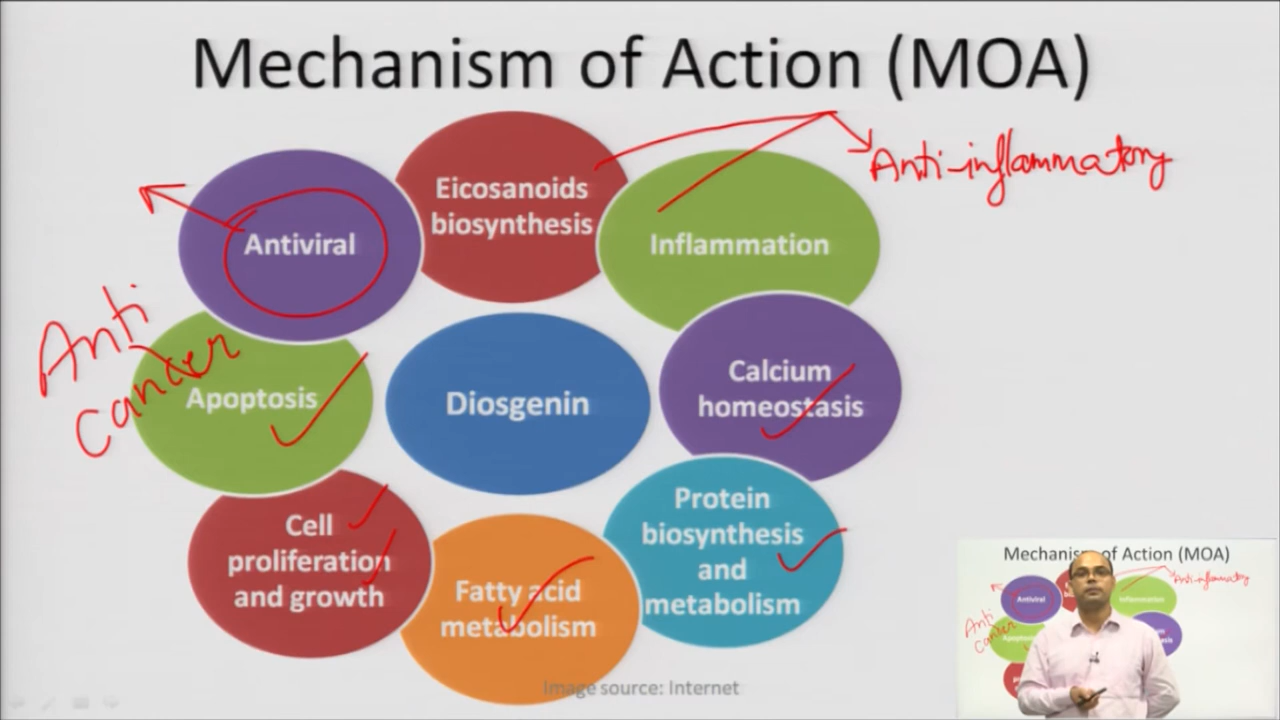 Mechanism of Action (MOA)
Eicosanoids
biosynthesis
Anti-inflammatory
Antiviral
Inflammation
Anti
cancer
Apoptosis
Diosgenin
Calcium
homeostasis
Cell
proliferation
and growth
Fatty acid
metabolism
Protein
biosynthesis
and
metabolism
Image source: Internet
Mechanism of Action (MOA)
Anti-inflammatory
Antiviral
Inflammation
Anti
cancer